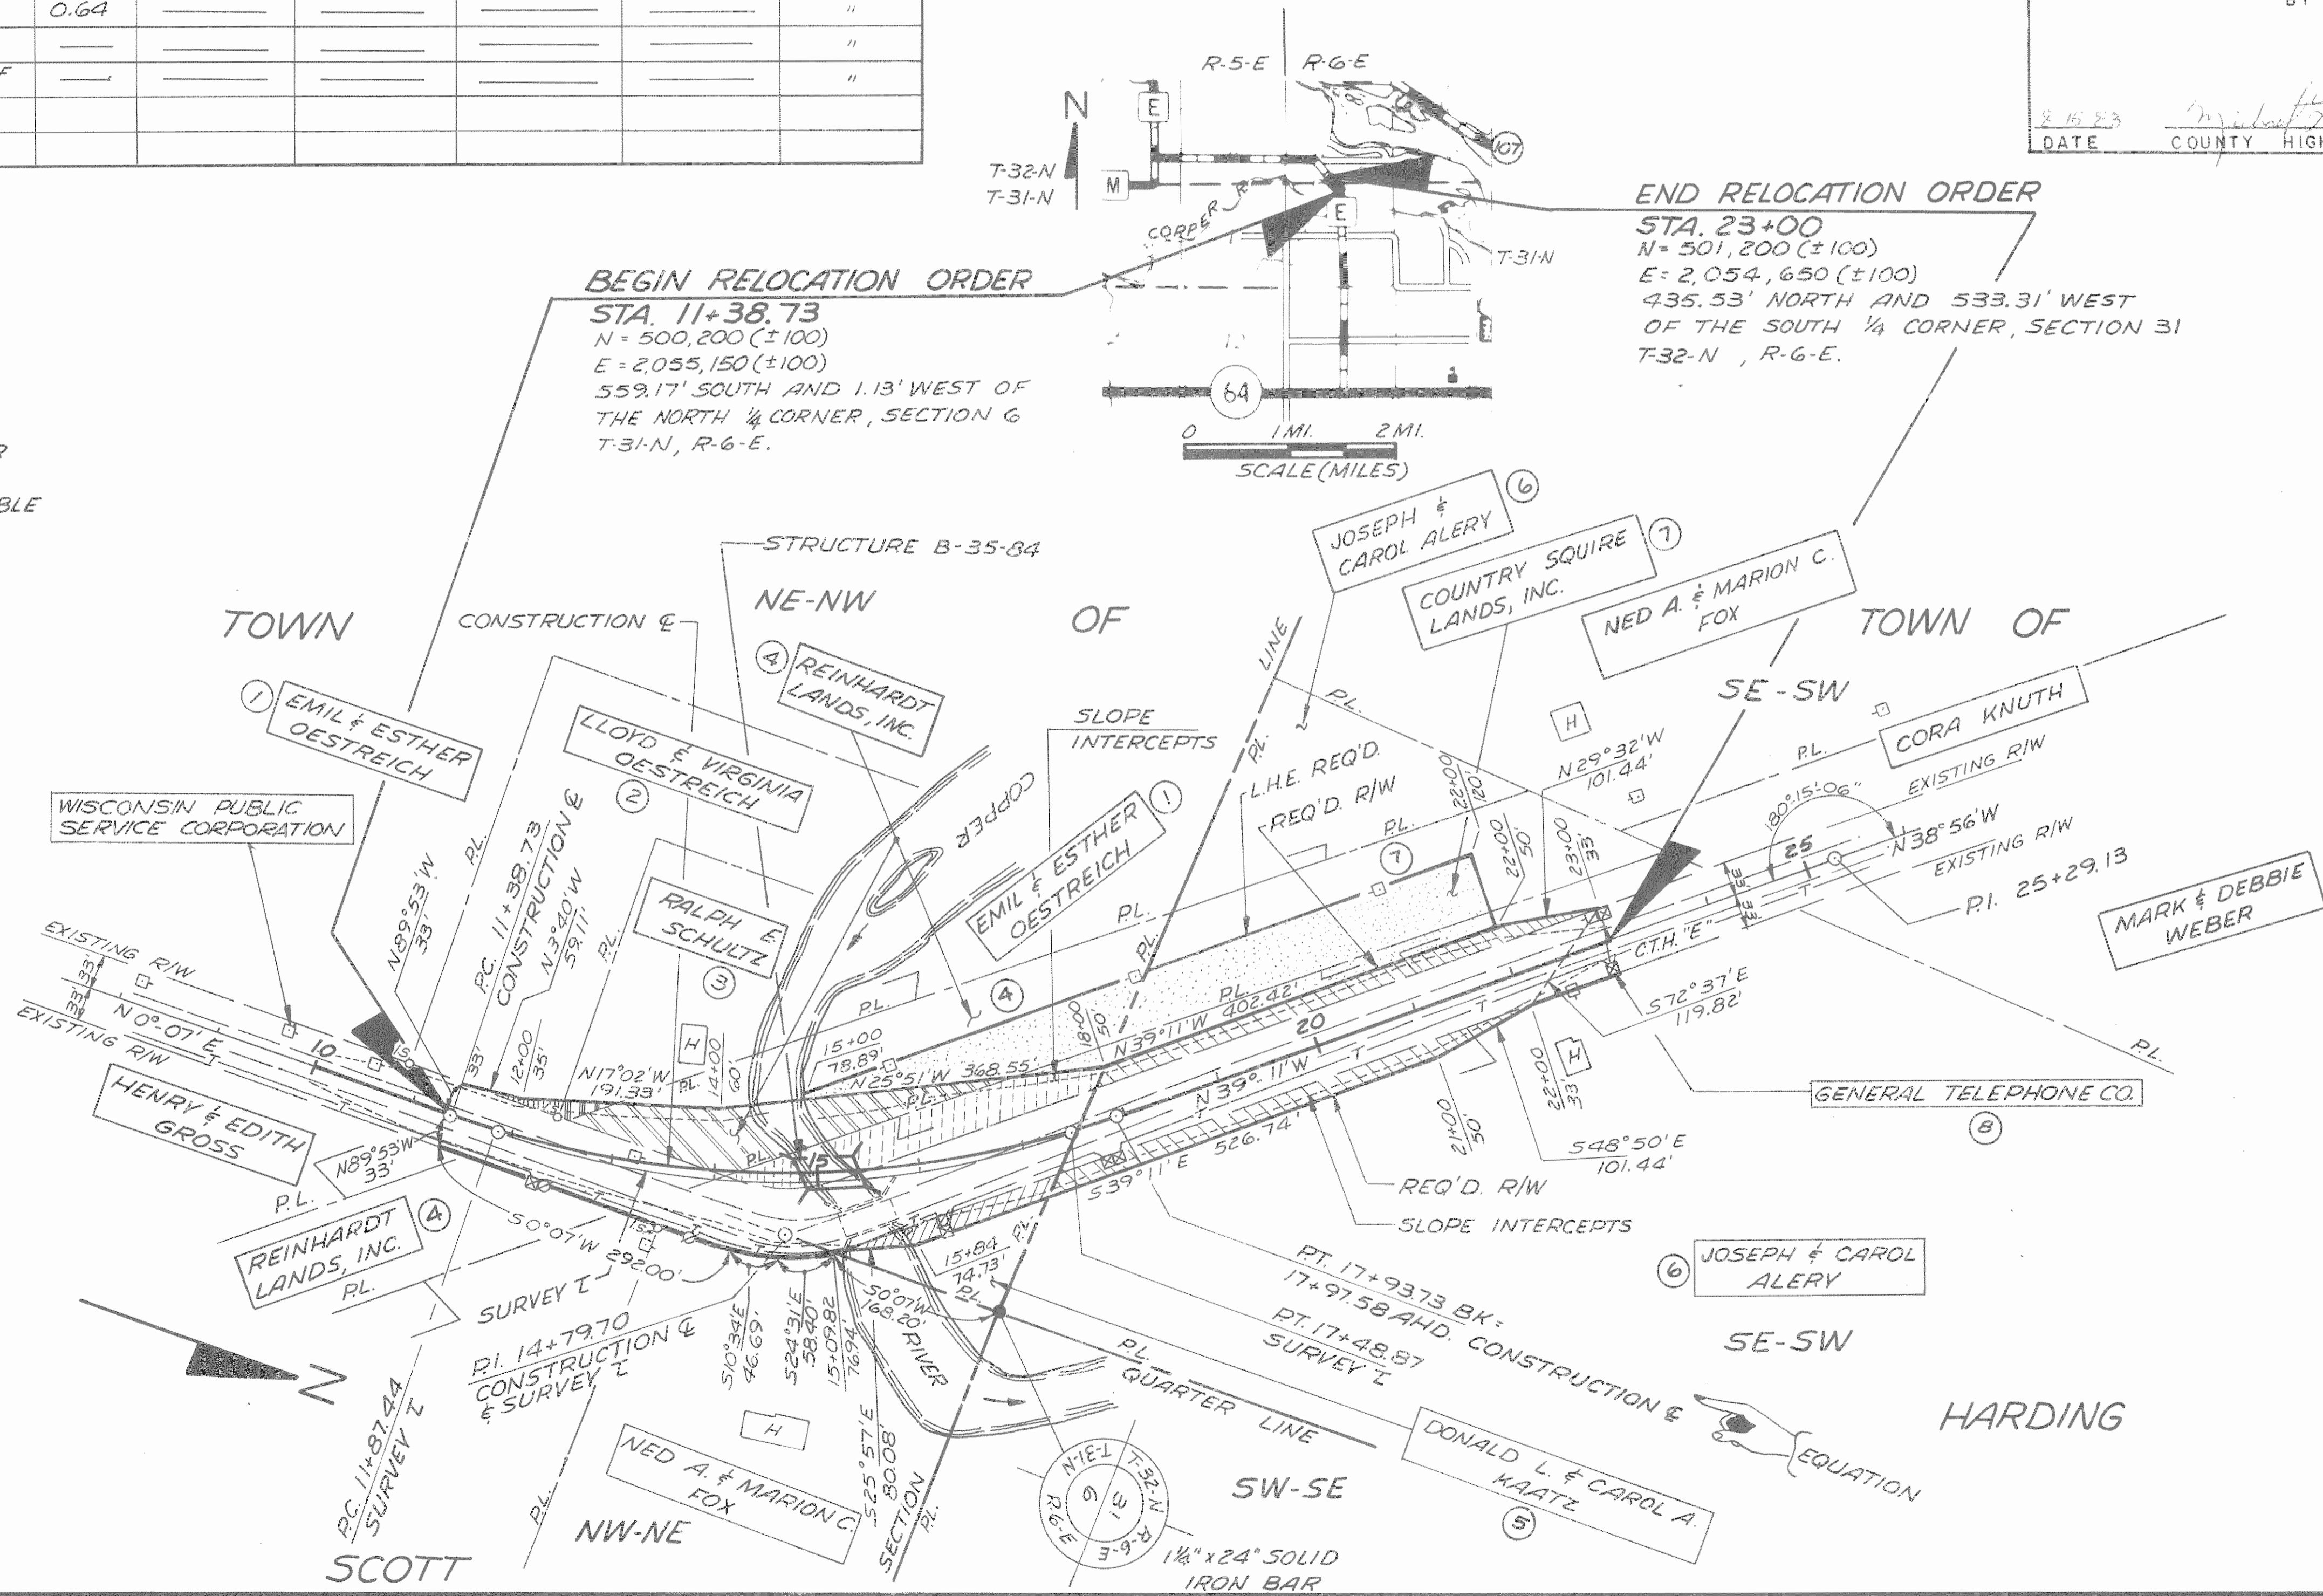 0.64
"
"
"
BY
DATE
COUNTY HIGH
BLE
R-5-E R-6-E
N
E
107
T-32-N
T-31-N
M
COPPER R.
E
T-31-N
64
0 1 MI. 2 MI.
SCALE (MILES)
BEGIN RELOCATION ORDER
STA. 11+38.73
N = 500,200 (±100)
E = 2,055,150 (±100)
559.17' SOUTH AND 1.13' WEST OF
THE NORTH ¼ CORNER, SECTION 6
T-31-N, R-6-E.
END RELOCATION ORDER
STA. 23+00
N = 501,200 (±100)
E = 2,054,650 (±100)
435.53' NORTH AND 533.31' WEST
OF THE SOUTH ¼ CORNER, SECTION 31
T-32-N , R-6-E.
STRUCTURE B-35-84
TOWN
CONSTRUCTION ℄
NE-NW
OF
TOWN OF
6
JOSEPH &
CAROL ALERY
7
COUNTRY SQUIRE
LANDS, INC.
NED A. & MARION C.
FOX
SE-SW
CORA KNUTH
1
EMIL & ESTHER
OESTREICH
LLOYD & VIRGINIA
OESTREICH
2
4
REINHARDT
LANDS, INC.
SLOPE
INTERCEPTS
LINE
P.L.
P.L.
L.H.E. REQ'D.
REQ'D. R/W
22+00
120'
H
N29°32'W
101.44'
P.L.
EXISTING R/W
180°-15'-06"
25
N38°56'W
EXISTING R/W
P.I. 25+29.13
MARK & DEBBIE
WEBER
WISCONSIN PUBLIC
SERVICE CORPORATION
N89°53'W
33'
P.L.
P.C. 11+38.73
CONSTRUCTION ℄
N3°40'W
59.11'
P.L.
RALPH E.
SCHULTZ
3
COPPER
EMIL & ESTHER
OESTREICH
1
P.L.
P.L.
P.L.
7
22+00
50'
23+00
33'
33' 33'
C.T.H. "E"
EXISTING R/W
33' 33'
EXISTING R/W
N0°-07'E
10
I.S.
33'
12+00
35'
N17°02'W
191.33'
H
P.L.
14+00
60'
P.L.
15+00
78.89'
4
N25°51'W 368.55'
18+00
50'
P.L.
N39°11'W 402.42'
P.L.
20
N39°-11'W
T
S72°37'E
119.82'
H
22+00
33'
P.L.
GENERAL TELEPHONE CO.
8
HENRY & EDITH
GROSS
N89°53'W
33'
P.L.
P.L.
15
S39°11'E 526.74'
21+00
50'
S48°50'E
101.44'
REQ'D. R/W
SLOPE INTERCEPTS
REINHARDT
LANDS, INC.
4
P.L.
S0°07'W 292.00'
I.S.
SURVEY
P.I. 14+79.70
CONSTRUCTION ℄
& SURVEY
S10°34'E
46.69'
S24°31'E
58.40'
15+09.82
76.94'
S25°57'E
80.08'
S0°07'W
168.20'
RIVER
15+84
74.73'
P.L.
P.L.
P.T. 17+93.73 BK=
17+97.58 AHD. CONSTRUCTION ℄
P.T. 17+48.87
SURVEY
6
JOSEPH & CAROL
ALERY
SE-SW
N
P.C. 11+87.44
SURVEY
P.L.
H
NED A. & MARION C.
FOX
NW-NE
SECTION
P.L.
P.L.
QUARTER LINE
SW-SE
T-31-N
T-32-N
6
31
R-6-E
R-6-E
1¼" x 24" SOLID
IRON BAR
DONALD L. & CAROL A.
KAATZ
5
EQUATION
HARDING
SCOTT